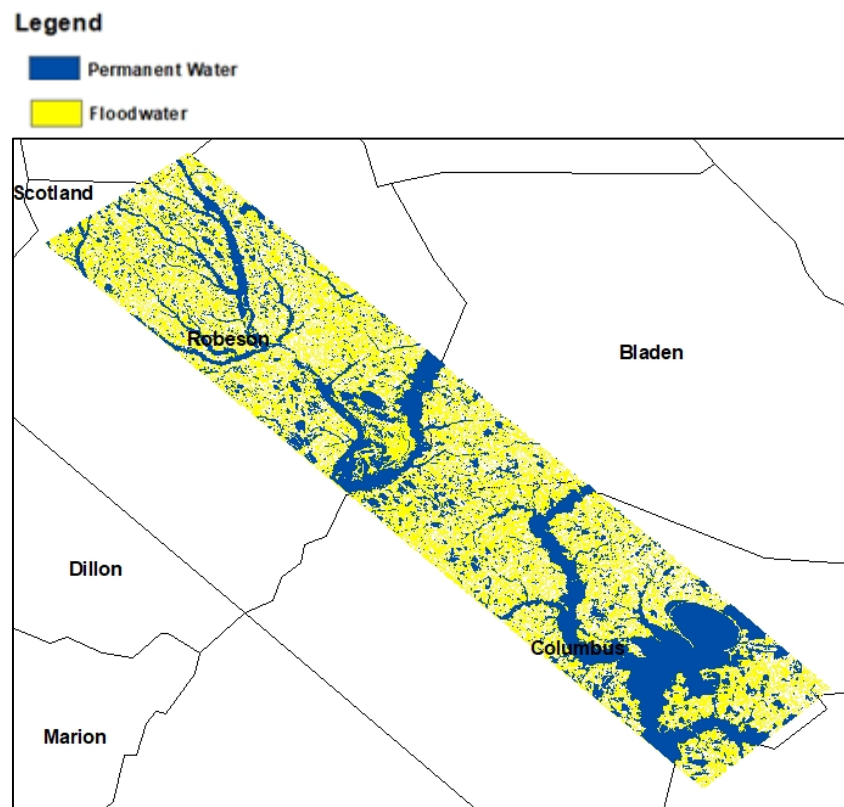 Legend
Permanent Water
Floodwater
Scotland
Robeson
Bladen
Dillon
Columbus
Marion